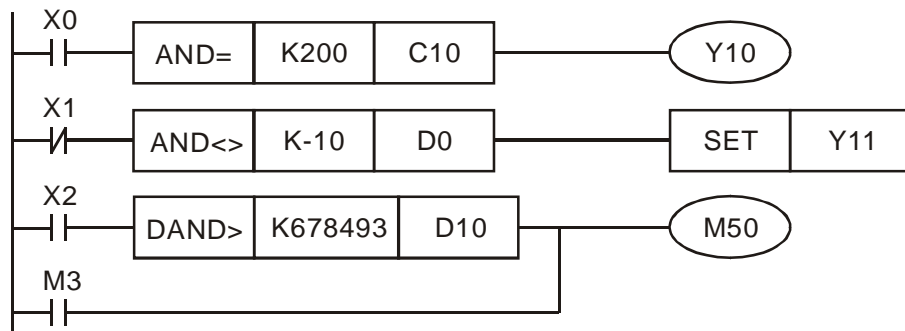 X0
AND= K200 C10 Y10
X1
AND<> K-10 D0 SET Y11
X2
DAND> K678493 D10 M50
M3